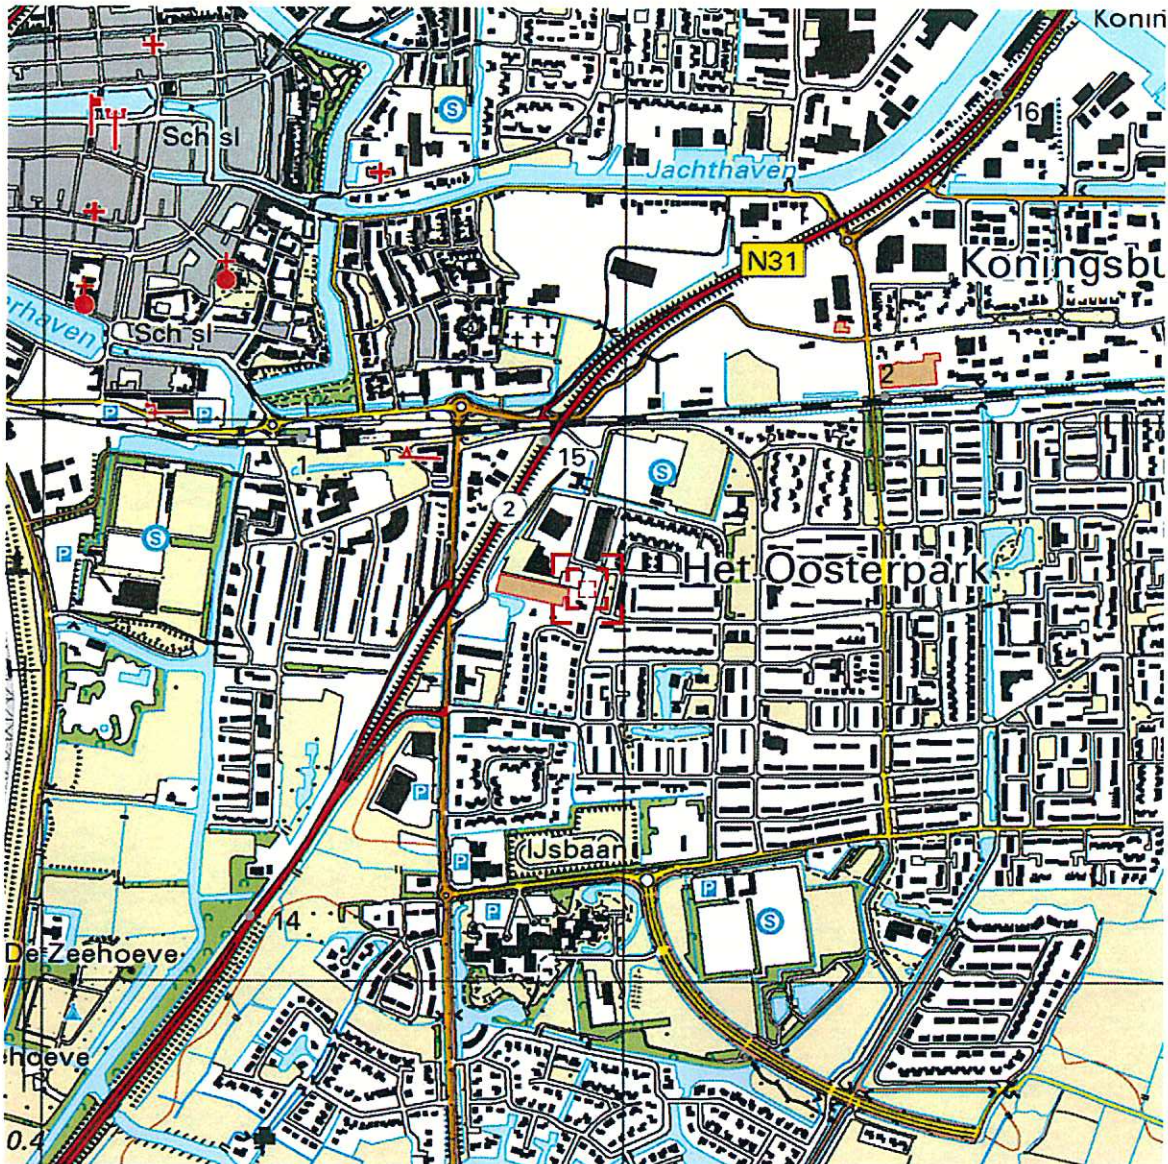 Konin
16
S
Sch sl
Jachthaven
N31
Koningsbu
erhaven
Sch sl
2
P
P
1
15
S
2
S
P
Het Oosterpark
P
P
IJsbaan
P
P
S
14
De Zeehoeve
hoeve
0.4